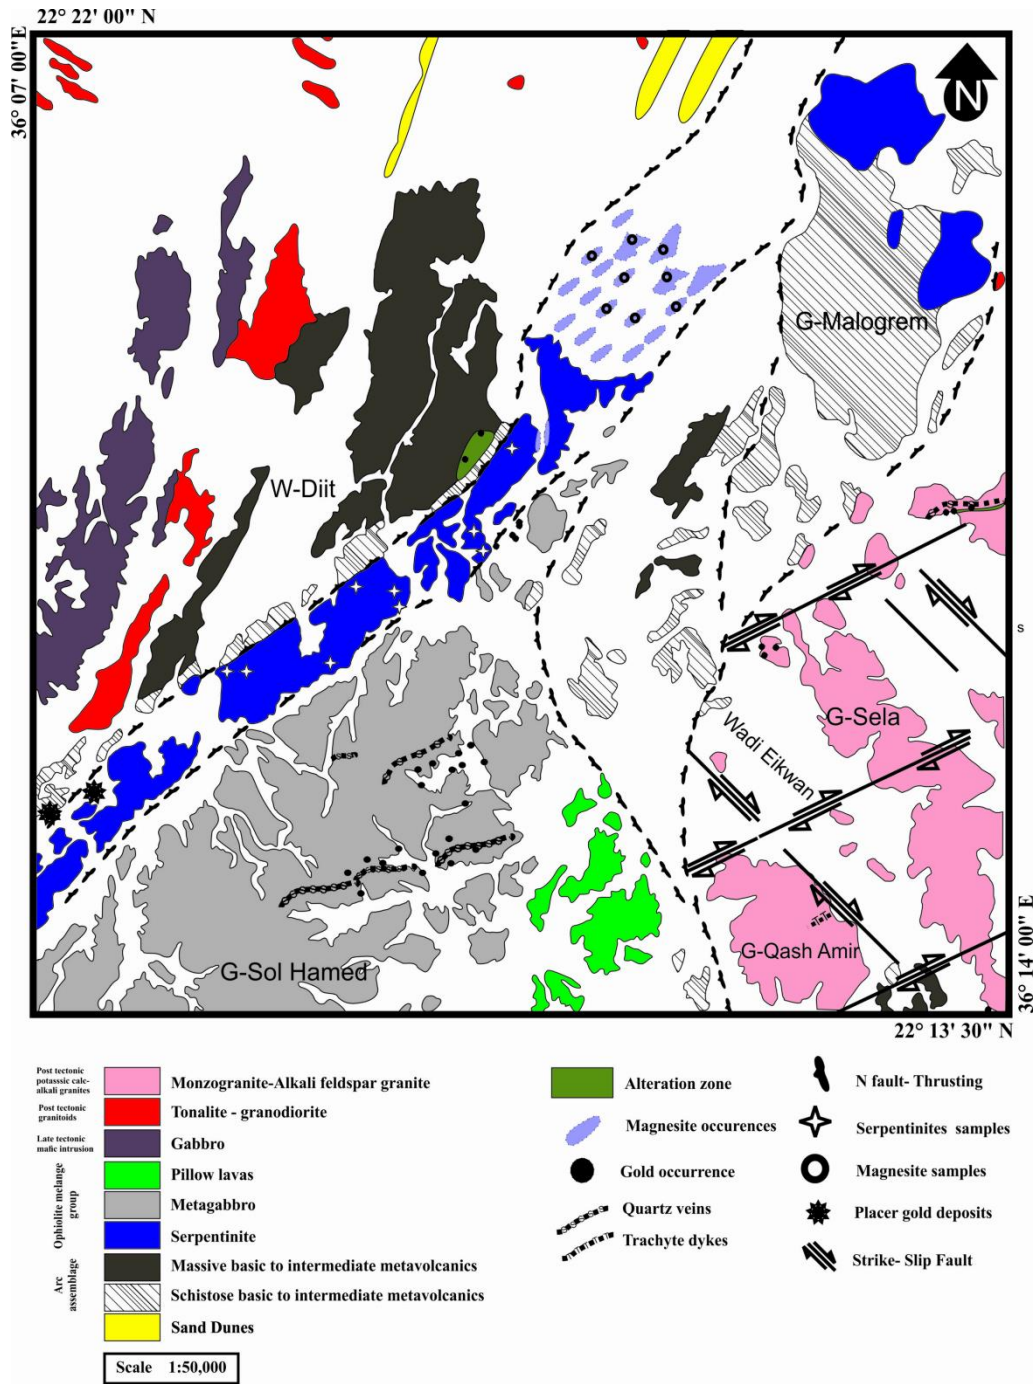 22° 22' 00" N
36° 07' 00"E
N
G-Malogrem
W-Diit
s
G-Sela
Wadi Eikwan
G-Qash Amir
G-Sol Hamed
36° 14' 00" E
22° 13' 30" N
Post tectonic
potassic calc-
alkali granites
Monzogranite-Alkali feldspar granite
Post tectonic
granitoids
Tonalite - granodiorite
Late tectonic
mafic intrusion
Gabbro
Ophiolite melange
group
Pillow lavas
Metagabbro
Serpentinite
Arc
assemblage
Massive basic to intermediate metavolcanics
Schistose basic to intermediate metavolcanics
Sand Dunes
Scale 1:50,000
Alteration zone
Magnesite occurences
Gold occurrence
Quartz veins
Trachyte dykes
N fault- Thrusting
Serpentinites samples
Magnesite samples
Placer gold deposits
Strike- Slip Fault